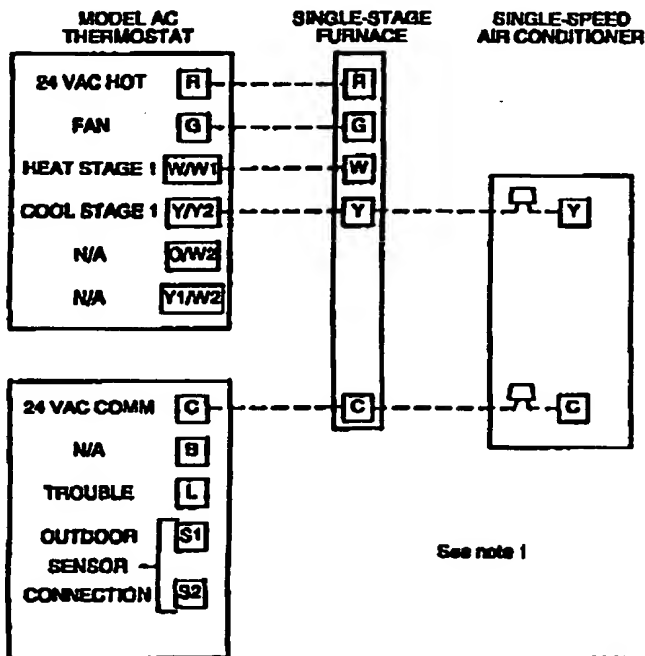 MODEL AC THERMOSTAT
SINGLE-STAGE FURNACE
SINGLE-SPEED AIR CONDITIONER
24 VAC HOT R R
FAN G G
HEAT STAGE 1 W/W1 W
COOL STAGE 1 Y/Y2 Y Y
N/A O/W2
N/A Y1/W2
24 VAC COMM C C C
N/A B
TROUBLE L
OUTDOOR S1
SENSOR
CONNECTION S2
See note 1